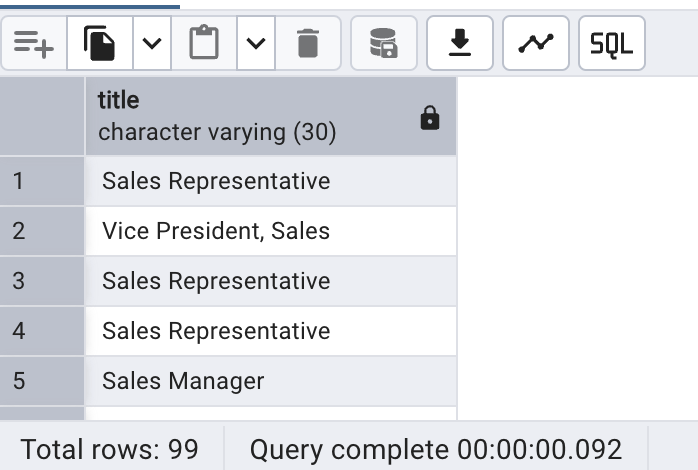 SQL
title
character varying (30)
1 Sales Representative
2 Vice President, Sales
3 Sales Representative
4 Sales Representative
5 Sales Manager
Total rows: 99 Query complete 00:00:00.092